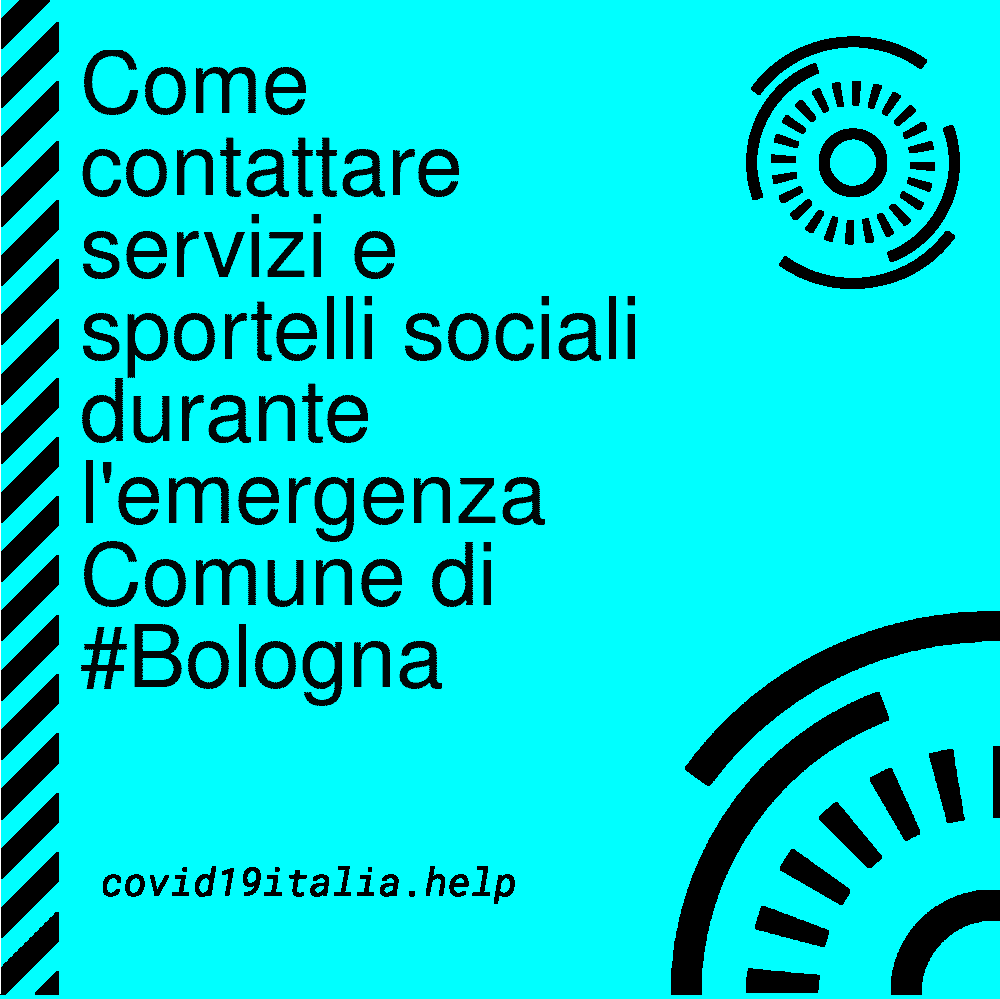 Come
contattare
servizi e
sportelli sociali
durante
l'emergenza
Comune di
#Bologna
covid19italia.help